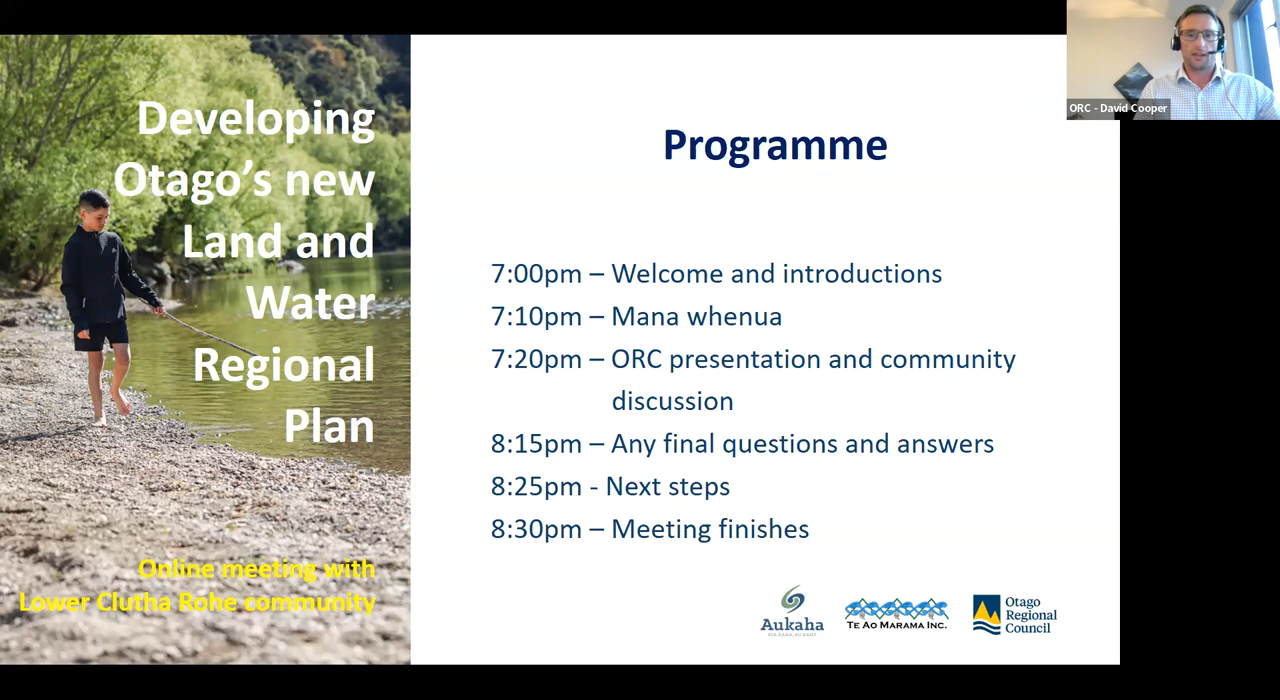 Developing
Otago's new
Land and
Water
Regional
Plan
Online meeting with
Lower Clutha Rohe community
Programme
7:00pm – Welcome and introductions
7:10pm – Mana whenua
7:20pm – ORC presentation and community
discussion
8:15pm – Any final questions and answers
8:25pm - Next steps
8:30pm – Meeting finishes
Aukaha
TE AO MARAMA INC.
Otago
Regional
Council
ORC - David Cooper